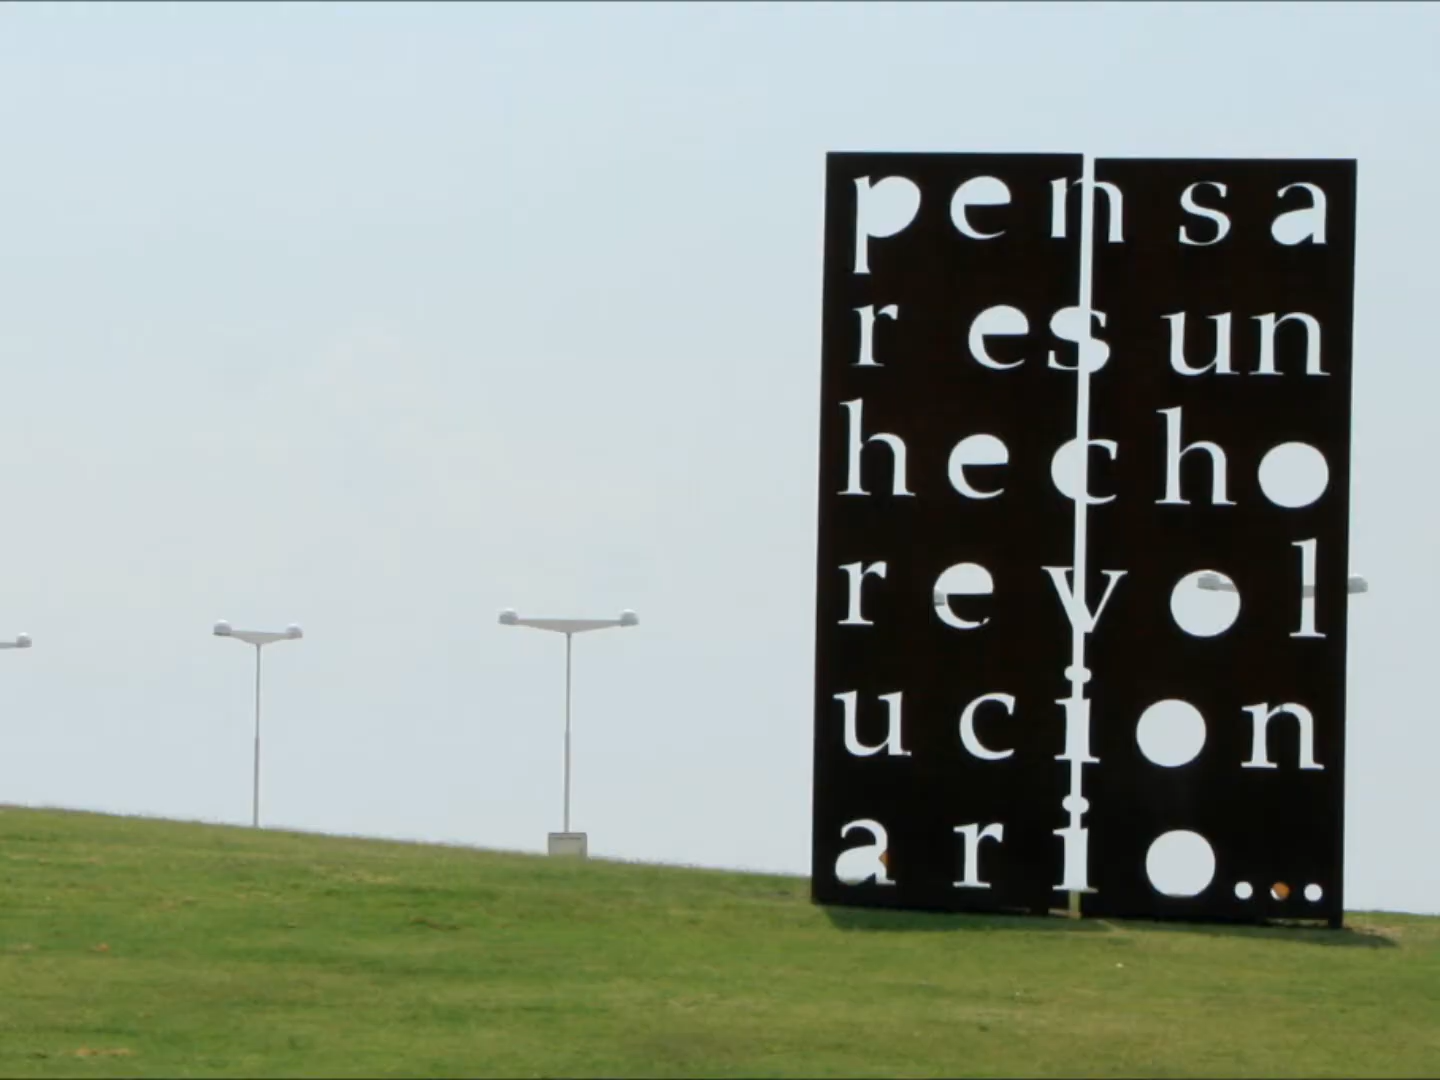 pensa
r es un
hecho
revol
ucion
ario...